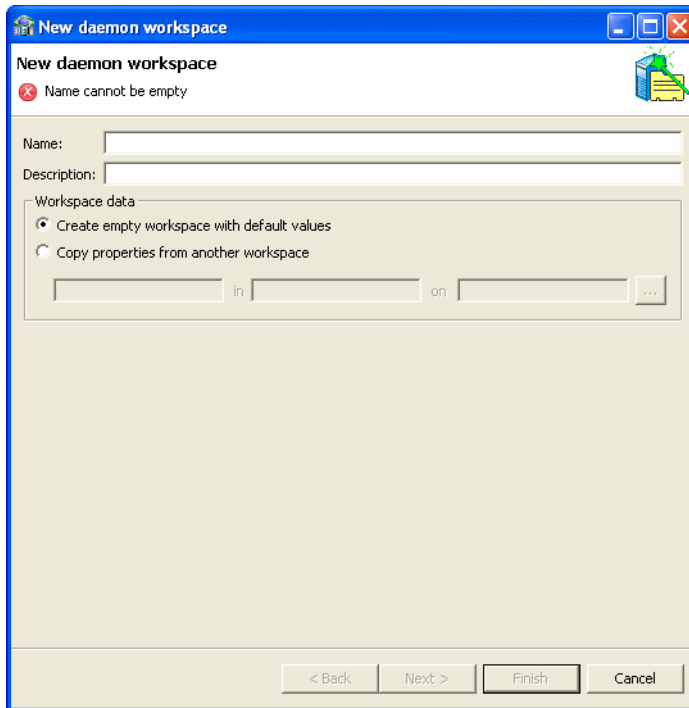 New daemon workspace
New daemon workspace
Name cannot be empty
Name:
Description:
Workspace data
Create empty workspace with default values
Copy properties from another workspace
in on ...
< Back Next > Finish Cancel